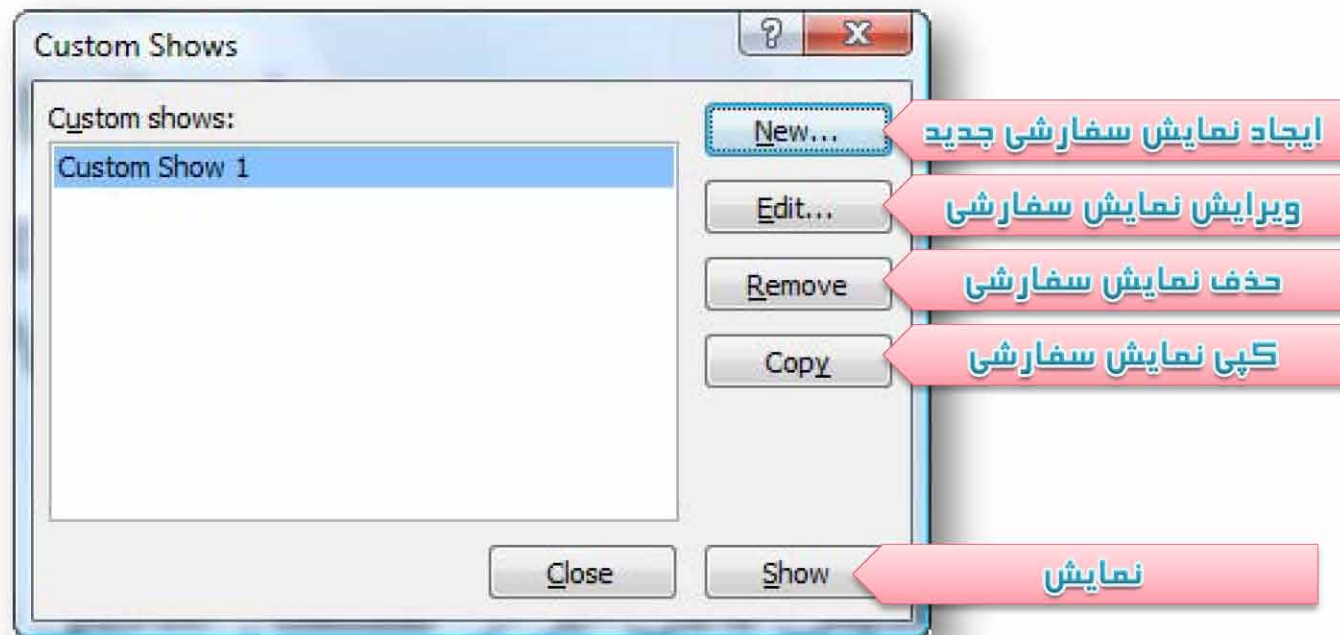 Custom Shows
Custom shows:
Custom Show 1
New...
ایجاد نمایش سفارشی جدید
Edit...
ویرایش نمایش سفارشی
Remove
حذف نمایش سفارشی
Copy
کپی نمایش سفارشی
Close
Show
نمایش